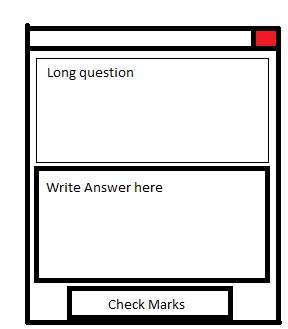 Long question
Write Answer here
Check Marks